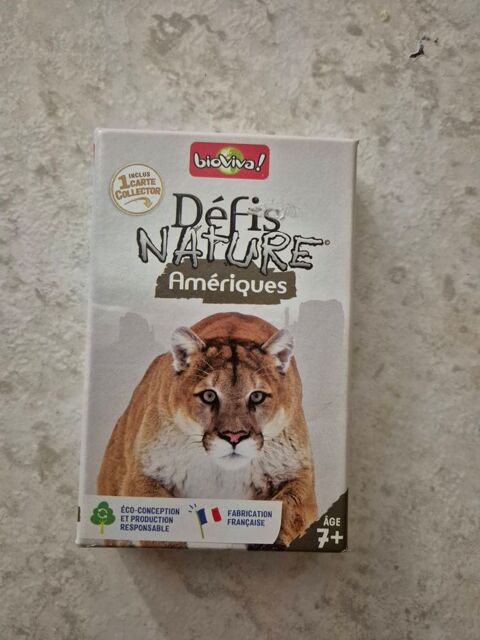 bioviva!
INCLUS
1 CARTE
COLLECTOR
Défis
NATURE©
Amériques
ÉCO-CONCEPTION
ET PRODUCTION
RESPONSABLE
FABRICATION
FRANÇAISE
ÂGE
7+